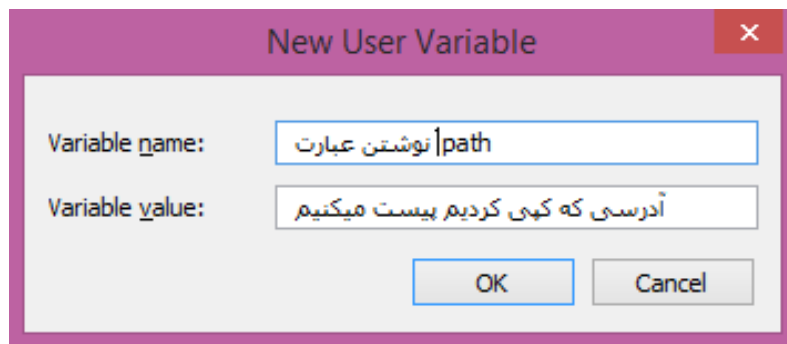 New User Variable
Variable name:
نوشتن عبارت path
Variable value:
آدرسی که کپی کردیم پیست میکنیم
OK
Cancel